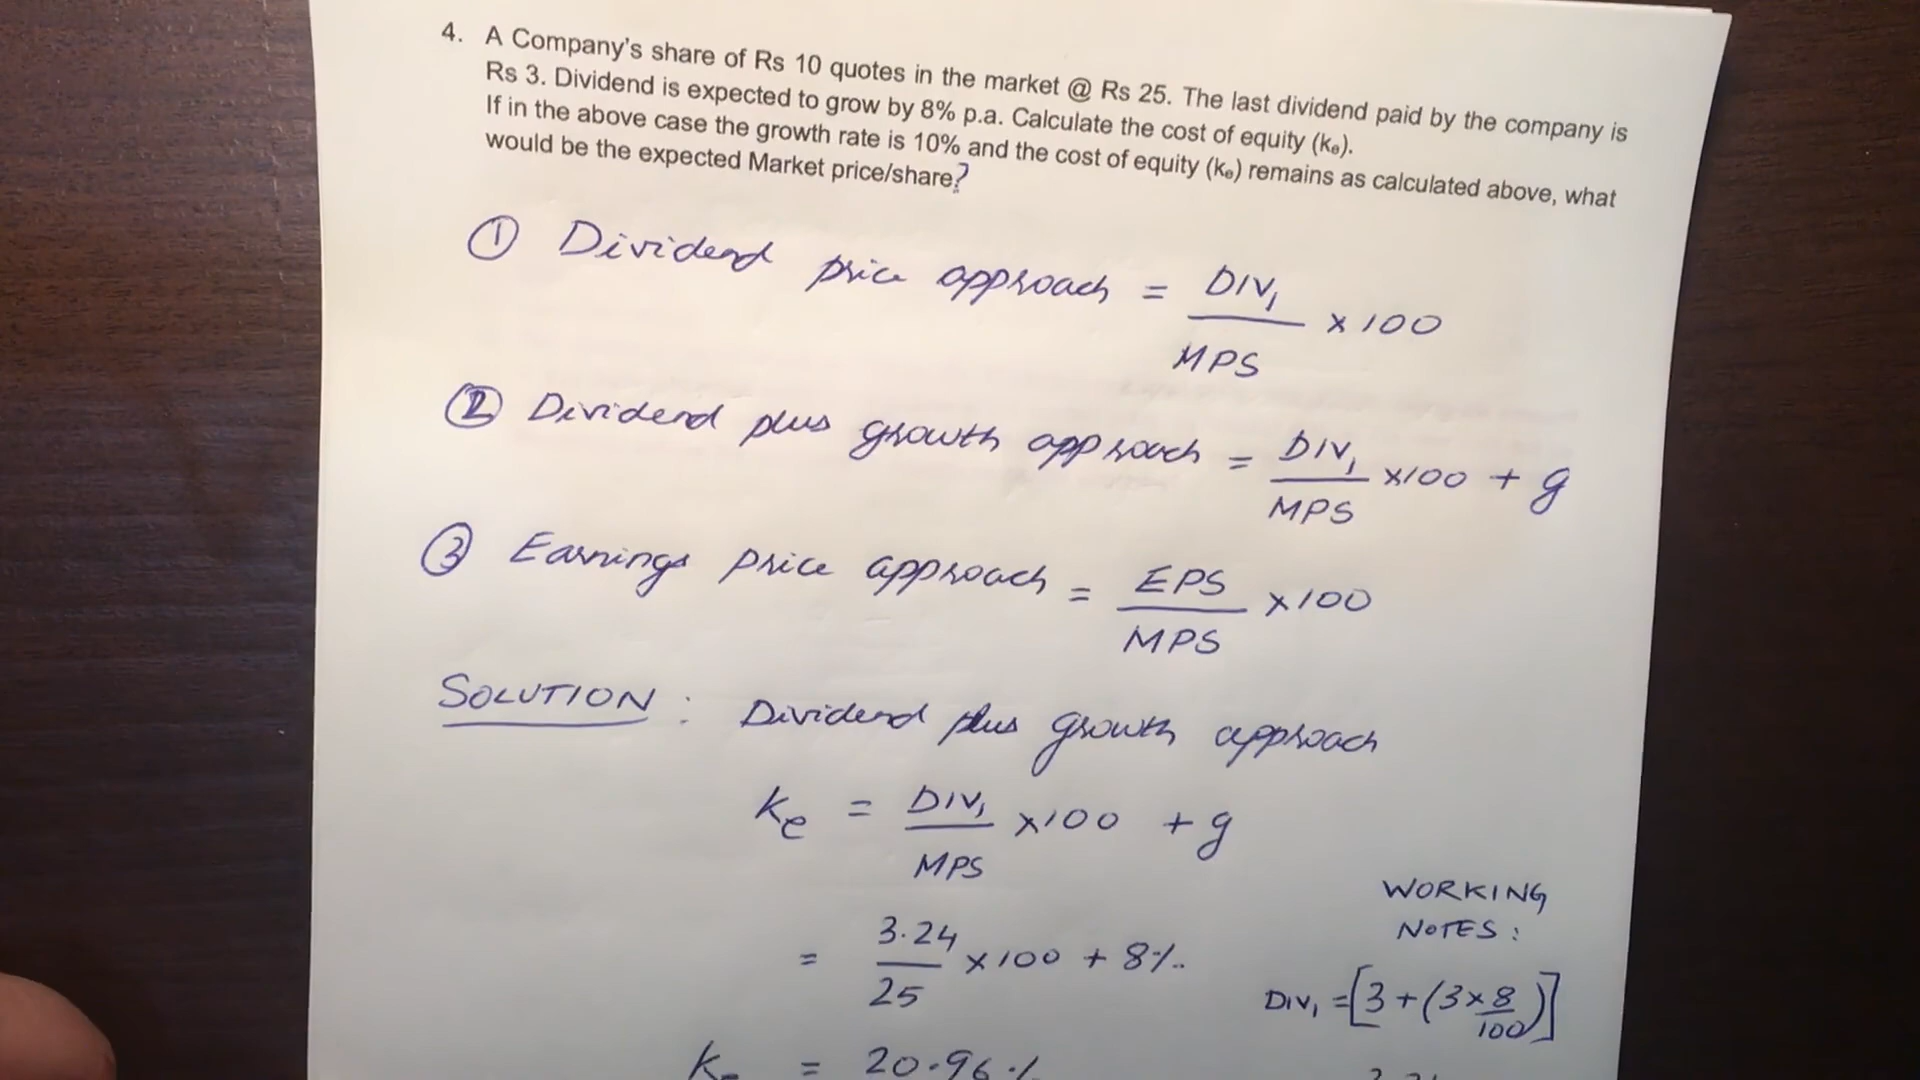 4. A Company's share of Rs 10 quotes in the market @ Rs 25. The last dividend paid by the company is
Rs 3. Dividend is expected to grow by 8% p.a. Calculate the cost of equity (ke).
If in the above case the growth rate is 10% and the cost of equity (ke) remains as calculated above, what
would be the expected Market price/share?
① Dividend price approach = DIV₁ / MPS × 100
② Dividend plus growth approach = DIV₁ / MPS ×100 + g
③ Earnings price approach = EPS / MPS ×100
SOLUTION : Dividend plus growth approach
ke = DIV₁ / MPS ×100 + g
= 3.24 / 25 ×100 + 8%.
WORKING
NOTES :
DIV₁ = [3 + (3×8/100)]
= 20.96 %